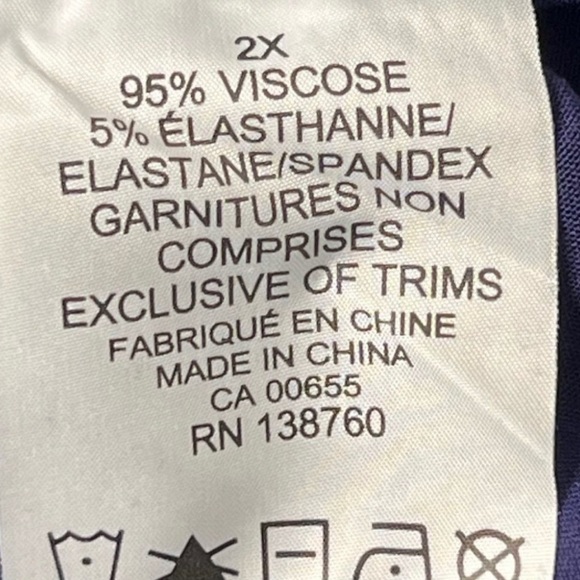 2X
95% VISCOSE
5% ÉLASTHANNE/
ELASTANE/SPANDEX
GARNITURES NON
COMPRISES
EXCLUSIVE OF TRIMS
FABRIQUÉ EN CHINE
MADE IN CHINA
CA 00655
RN 138760